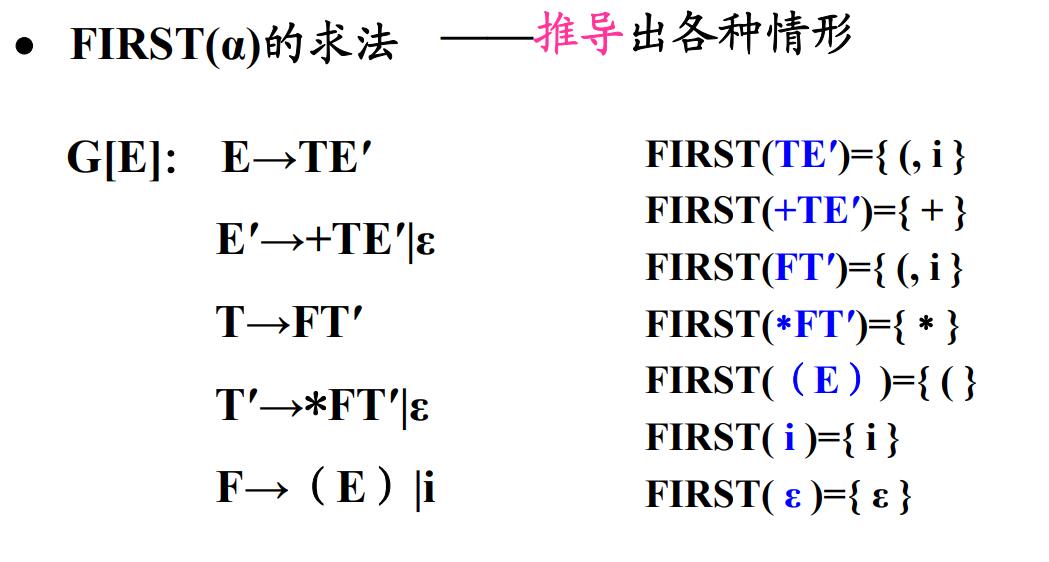 • FIRST(α)的求法 ——推导出各种情形
G[E]: E→TE′
E′→+TE′|ε
T→FT′
T′→*FT′|ε
F→（E）|i
FIRST(TE′)={ (, i }
FIRST(+TE′)={ + }
FIRST(FT′)={ (, i }
FIRST(*FT′)={ * }
FIRST(（E）)={ ( }
FIRST( i )={ i }
FIRST( ε )={ ε }